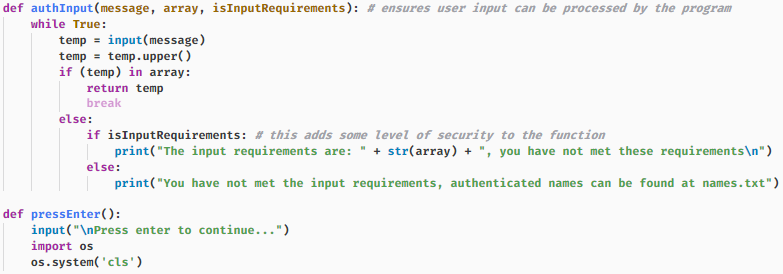 def authInput(message, array, isInputRequirements): # ensures user input can be processed by the program
    while True:
        temp = input(message)
        temp = temp.upper()
        if (temp) in array:
            return temp
            break
        else:
            if isInputRequirements: # this adds some level of security to the function
                print("The input requirements are: " + str(array) + ", you have not met these requirements\n")
            else:
                print("You have not met the input requirements, authenticated names can be found at names.txt")

def pressEnter():
    input("\nPress enter to continue...")
    import os
    os.system('cls')